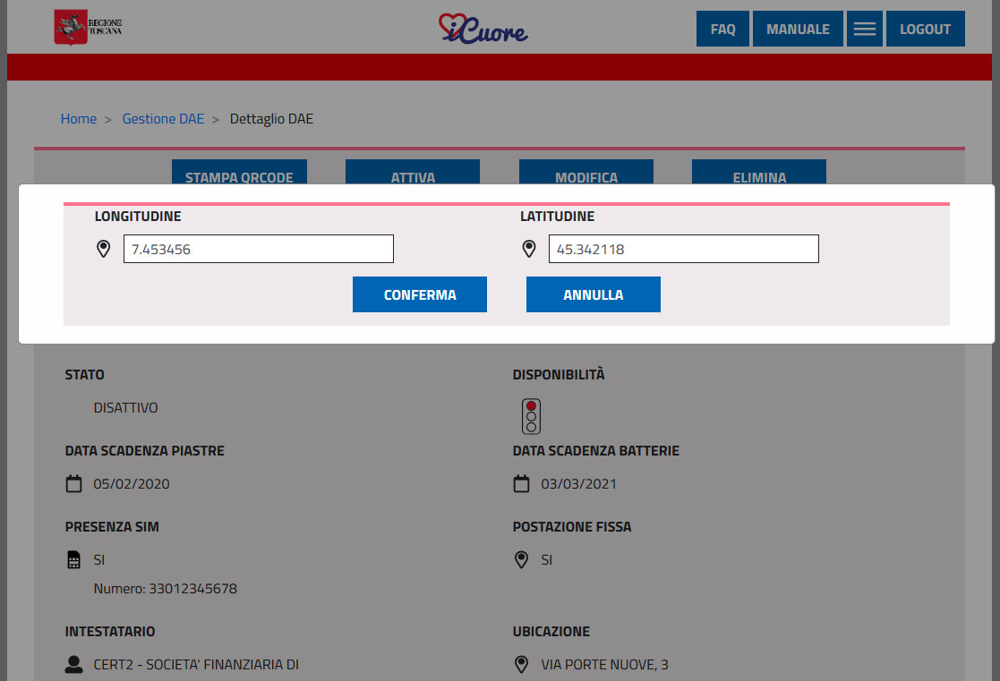 REGIONE
TOSCANA
iCuore
FAQ
MANUALE
LOGOUT
Home > Gestione DAE > Dettaglio DAE
STAMPA QRCODE
ATTIVA
MODIFICA
ELIMINA
LONGITUDINE
LATITUDINE
7.453456
45.342118
CONFERMA
ANNULLA
STATO
DISPONIBILITÀ
DISATTIVO
DATA SCADENZA PIASTRE
DATA SCADENZA BATTERIE
05/02/2020
03/03/2021
PRESENZA SIM
POSTAZIONE FISSA
SI
SI
Numero: 33012345678
INTESTATARIO
UBICAZIONE
CERT2 - SOCIETA' FINANZIARIA DI
VIA PORTE NUOVE, 3